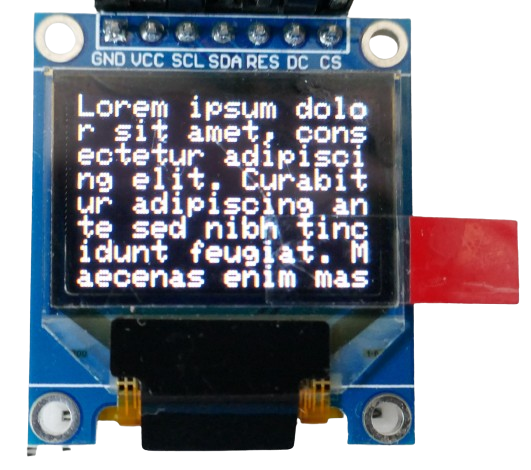 GND VCC SCL SDA RES DC CS
Lorem ipsum dolo
r sit amet, cons
ectetur adipisci
ng elit. Curabit
ur adipiscing an
te sed nibh tinc
idunt feugiat. M
aecenas enim mas